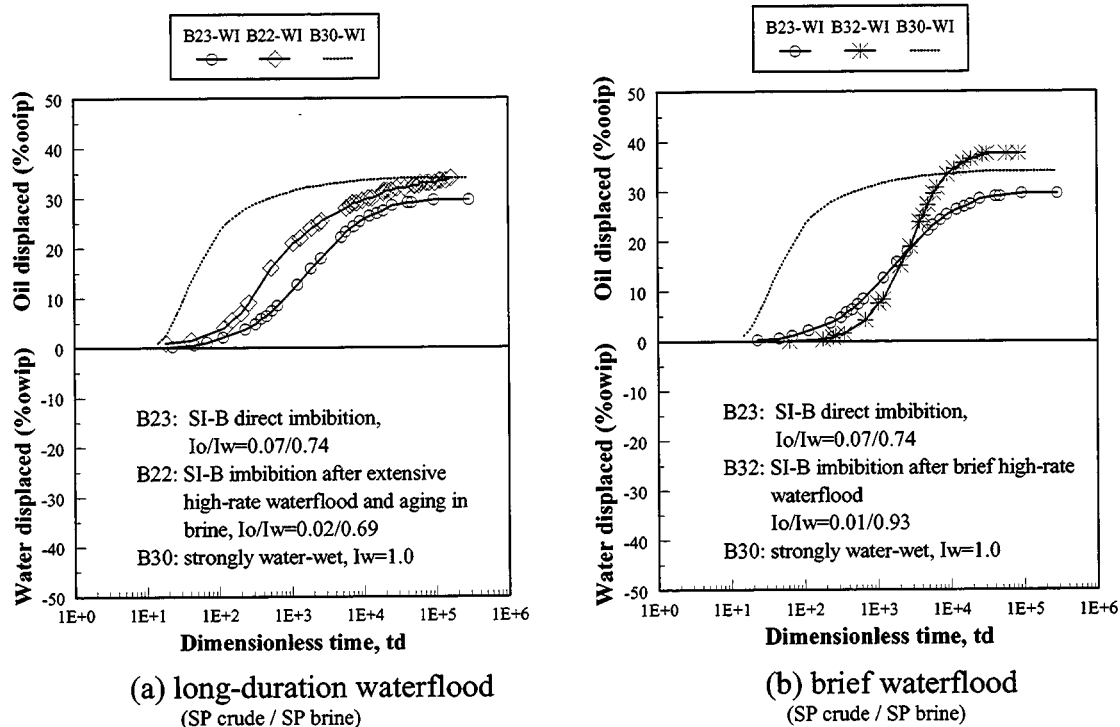 B23-WI B22-WI B30-WI
Oil displaced (%ooip)
Water displaced (%owip)
50
40
30
20
10
0
-10
-20
-30
-40
-50
B23: SI-B direct imbibition,
Io/Iw=0.07/0.74
B22: SI-B imbibition after extensive
high-rate waterflood and aging in
brine, Io/Iw=0.02/0.69
B30: strongly water-wet, Iw=1.0
1E+0 1E+1 1E+2 1E+3 1E+4 1E+5 1E+6
Dimensionless time, td
(a) long-duration waterflood
(SP crude / SP brine)
B23-WI B32-WI B30-WI
Oil displaced (%ooip)
Water displaced (%owip)
50
40
30
20
10
0
-10
-20
-30
-40
-50
B23: SI-B direct imbibition,
Io/Iw=0.07/0.74
B32: SI-B imbibition after brief high-rate
waterflood
Io/Iw=0.01/0.93
B30: strongly water-wet, Iw=1.0
1E+0 1E+1 1E+2 1E+3 1E+4 1E+5 1E+6
Dimensionless time, td
(b) brief waterflood
(SP crude / SP brine)